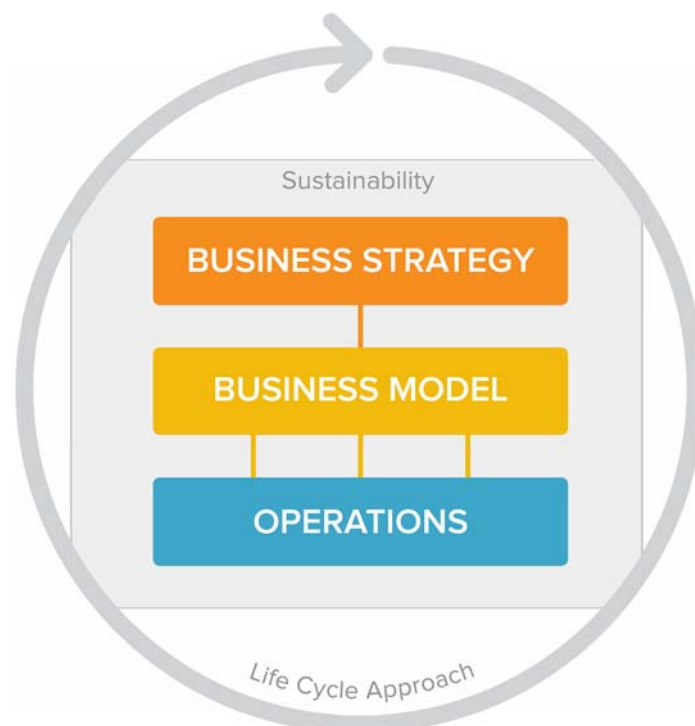 Sustainability
BUSINESS STRATEGY
BUSINESS MODEL
OPERATIONS
Life Cycle Approach